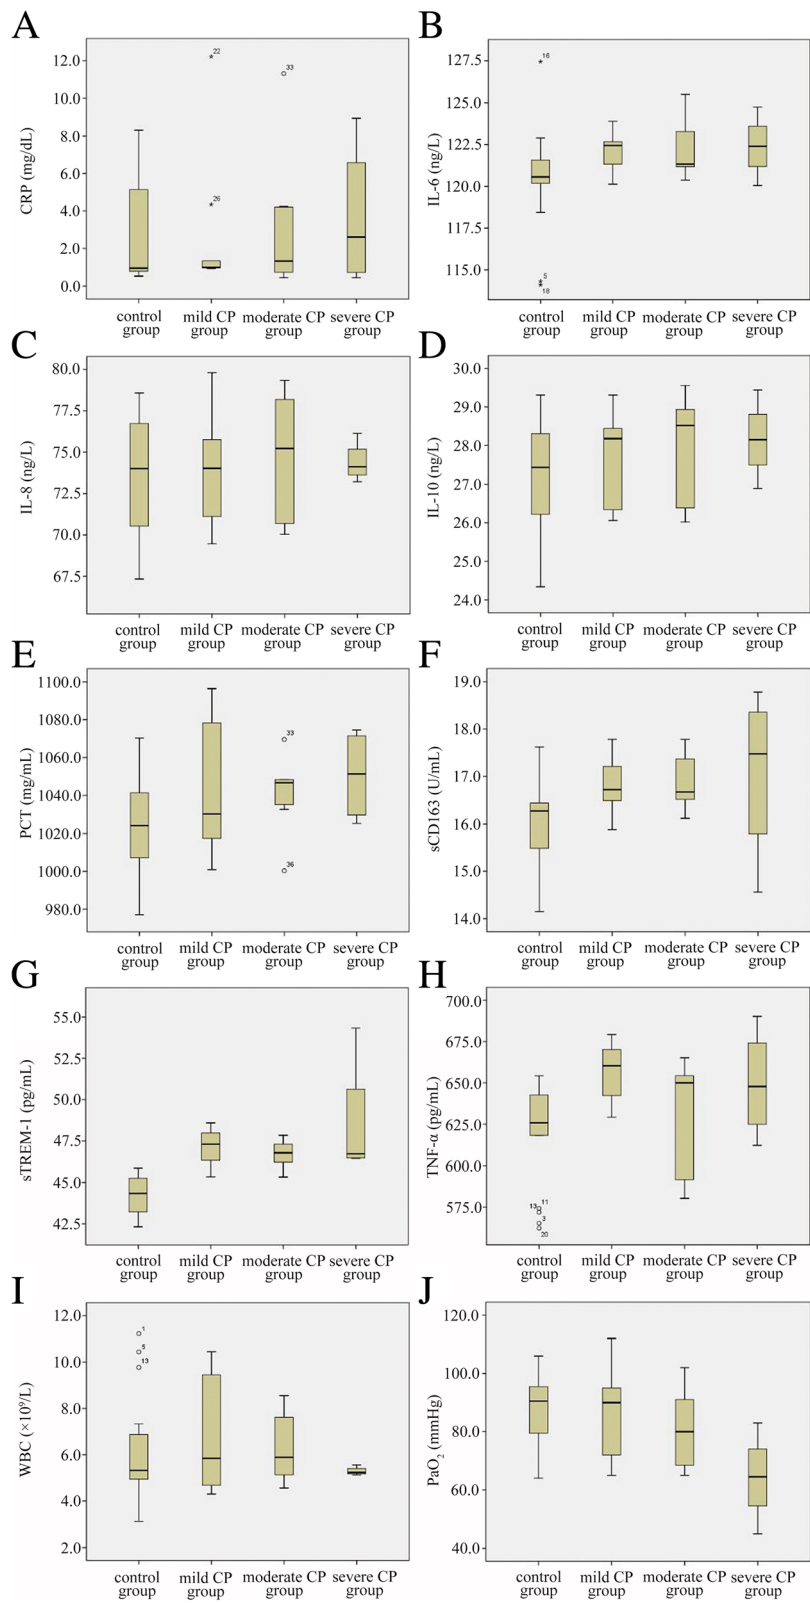 A
CRP (mg/dL)
12.0
10.0
8.0
6.0
4.0
2.0
0.0
22
26
33
control group
mild CP group
moderate CP group
severe CP group
B
IL-6 (ng/L)
127.5
125.0
122.5
120.0
117.5
115.0
16
5
18
control group
mild CP group
moderate CP group
severe CP group
C
IL-8 (ng/L)
80.0
77.5
75.0
72.5
70.0
67.5
control group
mild CP group
moderate CP group
severe CP group
D
IL-10 (ng/L)
30.0
29.0
28.0
27.0
26.0
25.0
24.0
control group
mild CP group
moderate CP group
severe CP group
E
PCT (mg/mL)
1100.0
1080.0
1060.0
1040.0
1020.0
1000.0
980.0
33
36
control group
mild CP group
moderate CP group
severe CP group
F
sCD163 (U/mL)
19.0
18.0
17.0
16.0
15.0
14.0
control group
mild CP group
moderate CP group
severe CP group
G
sTREM-1 (pg/mL)
55.0
52.5
50.0
47.5
45.0
42.5
control group
mild CP group
moderate CP group
severe CP group
H
TNF-α (pg/mL)
700.0
675.0
650.0
625.0
600.0
575.0
13
11
3
20
control group
mild CP group
moderate CP group
severe CP group
I
WBC (×10⁹/L)
12.0
10.0
8.0
6.0
4.0
2.0
1
5
13
control group
mild CP group
moderate CP group
severe CP group
J
PaO₂ (mmHg)
120.0
100.0
80.0
60.0
40.0
control group
mild CP group
moderate CP group
severe CP group